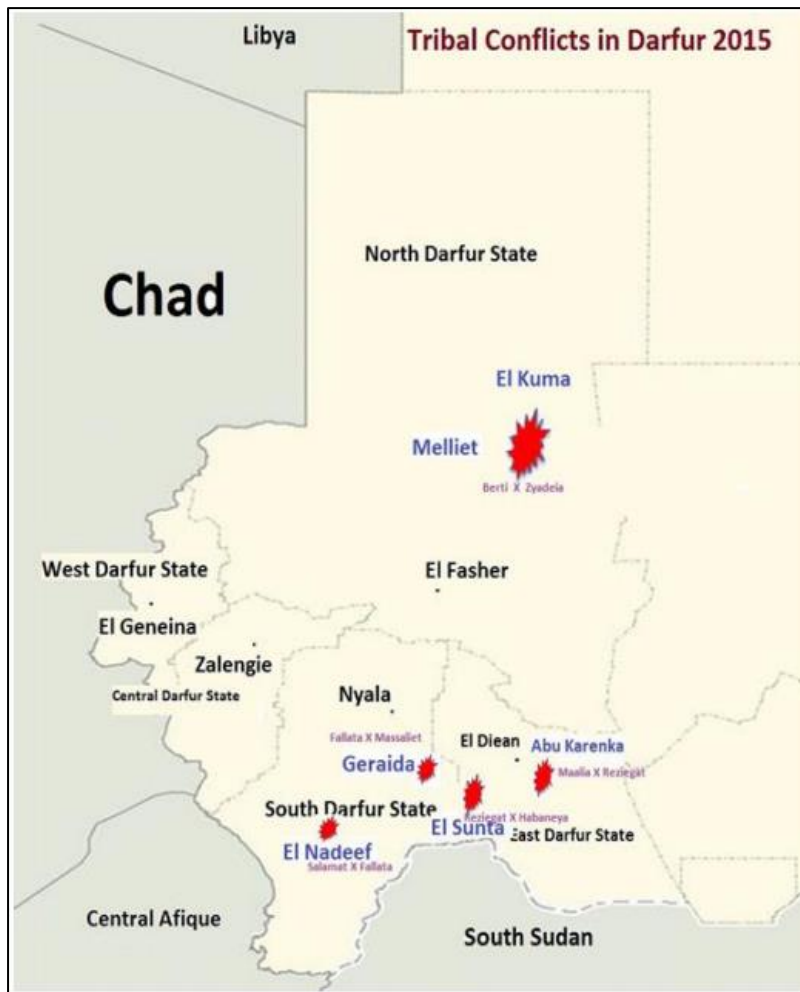 Libya
Tribal Conflicts in Darfur 2015
North Darfur State
Chad
El Kuma
Melliet
Berti X Zyadeia
West Darfur State
El Fasher
El Geneina
Zalengie
Central Darfur State
Nyala
Fallata X Massaliet
El Diean
Abu Karenka
Geraida
Maalia X Reziegat
South Darfur State
Reziegat X Habaneya
El Sunta
East Darfur State
El Nadeef
Salamat X Fallata
Central Afique
South Sudan